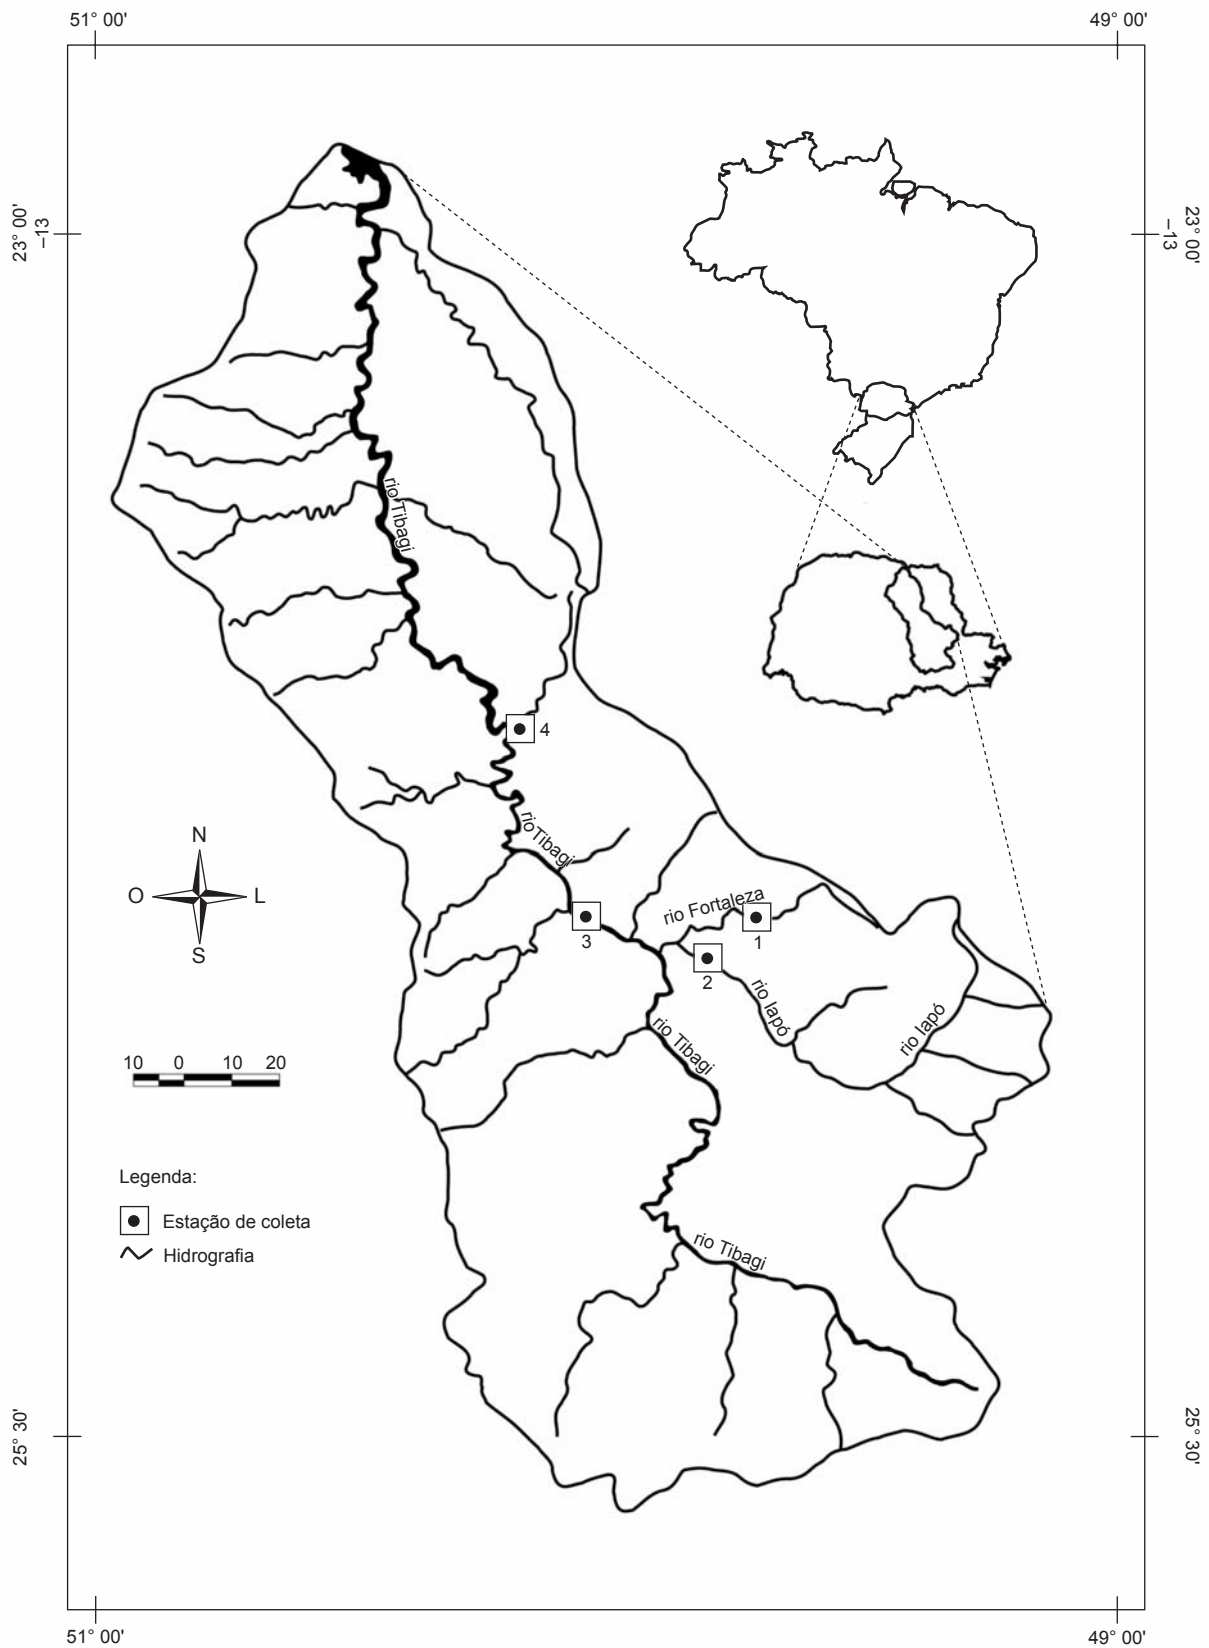 51° 00'
49° 00'
23° 00'
–13
23° 00'
–13
rio Tibagi
4
rio Tibagi
N
O
L
S
rio Fortaleza
1
3
2
rio Iapó
rio Iapó
rio Tibagi
10 0 10 20
Legenda:
Estação de coleta
Hidrografia
rio Tibagi
25° 30'
25° 30'
51° 00'
49° 00'